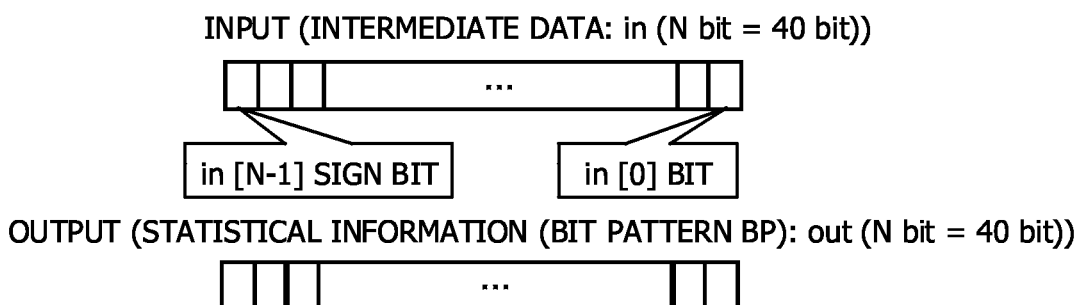 INPUT (INTERMEDIATE DATA: in (N bit = 40 bit))
...
in [N-1] SIGN BIT
in [0] BIT
OUTPUT (STATISTICAL INFORMATION (BIT PATTERN BP): out (N bit = 40 bit))
...